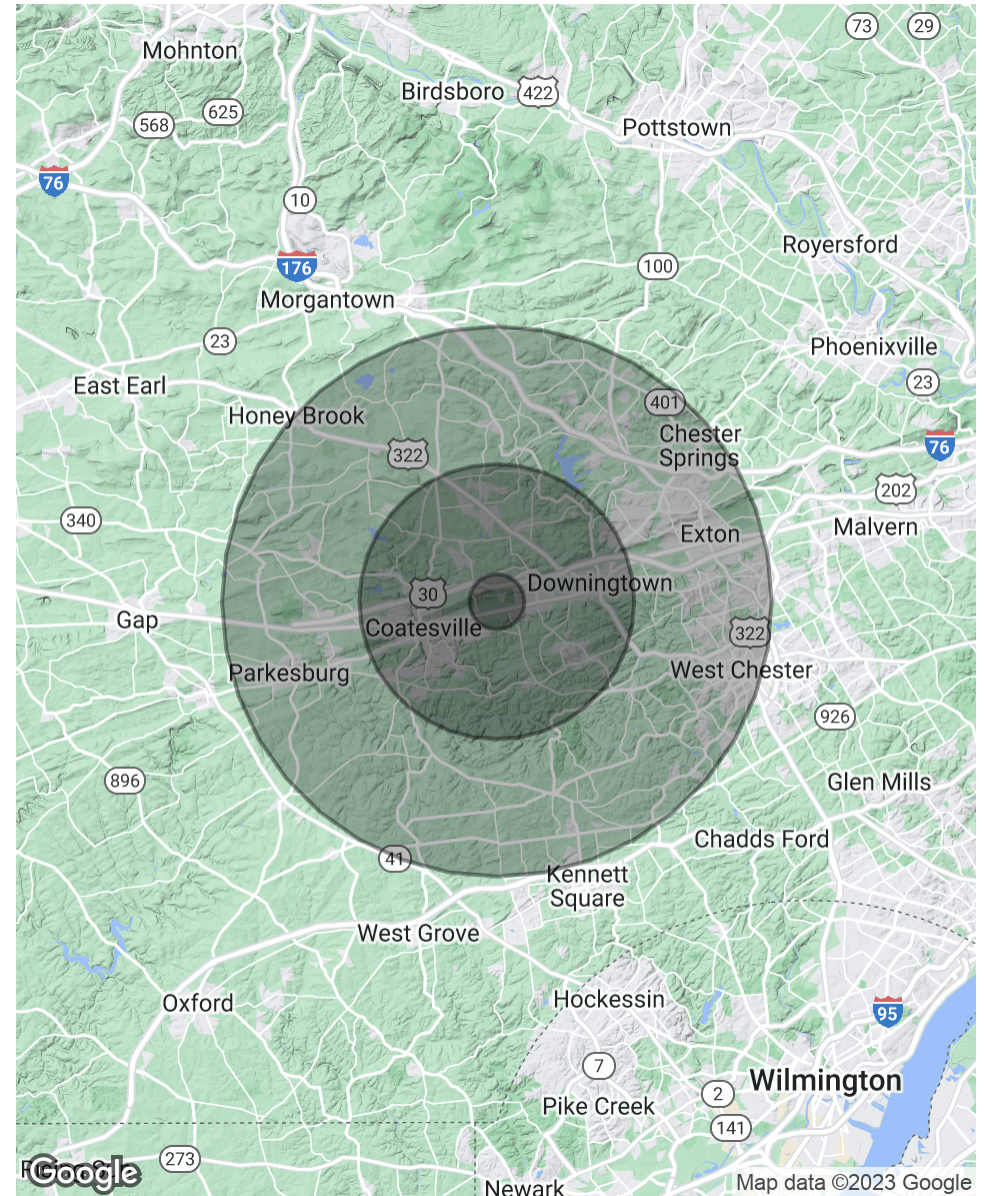 73
29
Mohnton
Birdsboro
422
625
568
Pottstown
76
10
Royersford
176
100
Morgantown
23
Phoenixville
East Earl
23
401
Honey Brook
Chester
Springs
76
322
202
340
Malvern
Exton
Downingtown
30
Gap
Coatesville
322
Parkesburg
West Chester
926
896
Glen Mills
Chadds Ford
41
Kennett
Square
West Grove
Hockessin
Oxford
95
7
Wilmington
2
Pike Creek
141
273
Google
Map data ©2023 Google
Newark